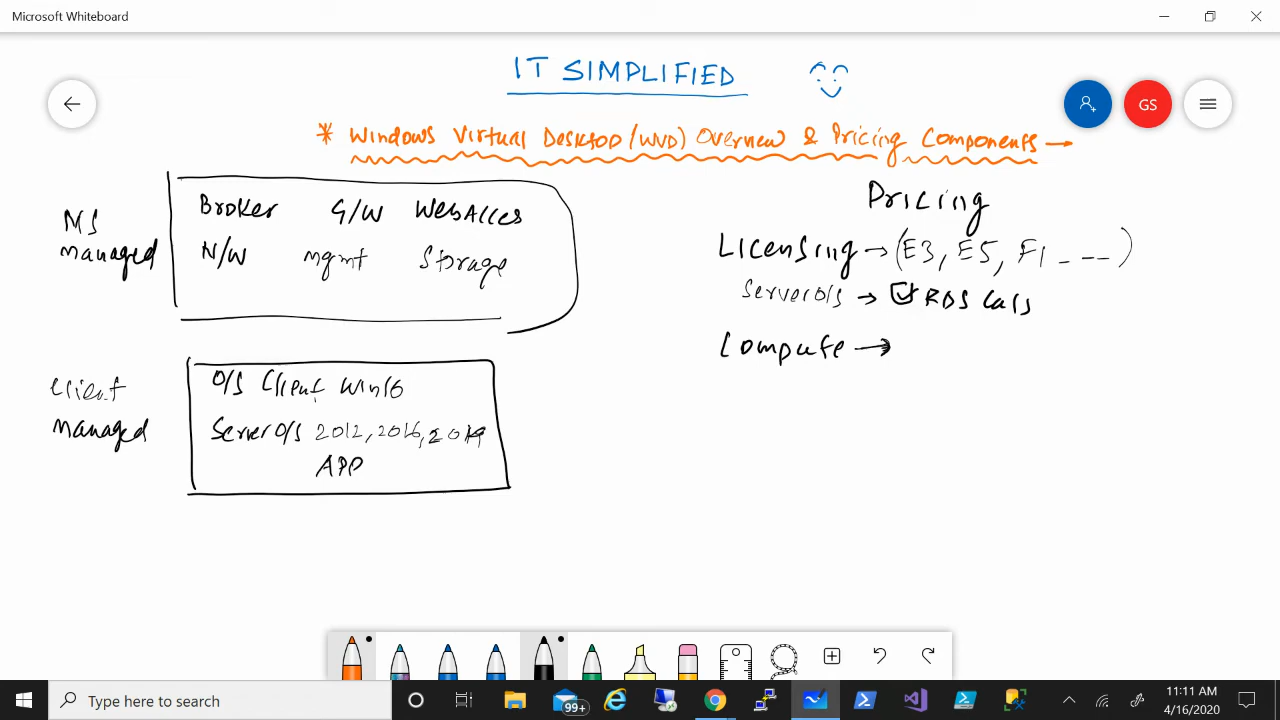 Microsoft Whiteboard
IT SIMPLIFIED
GS
* Windows Virtual Desktop (WVD) Overview & Pricing Components →
MS
managed
Broker G/W WebAcces
N/W mgmt Storage
Client
managed
O/S Client Win10
Server O/S 2012, 2016, 2019
APP
Pricing
Licensing → (E3, E5, F1 - -- )
Server O/S → RDS Cals
Compute →
Type here to search
99+
11:11 AM
4/16/2020